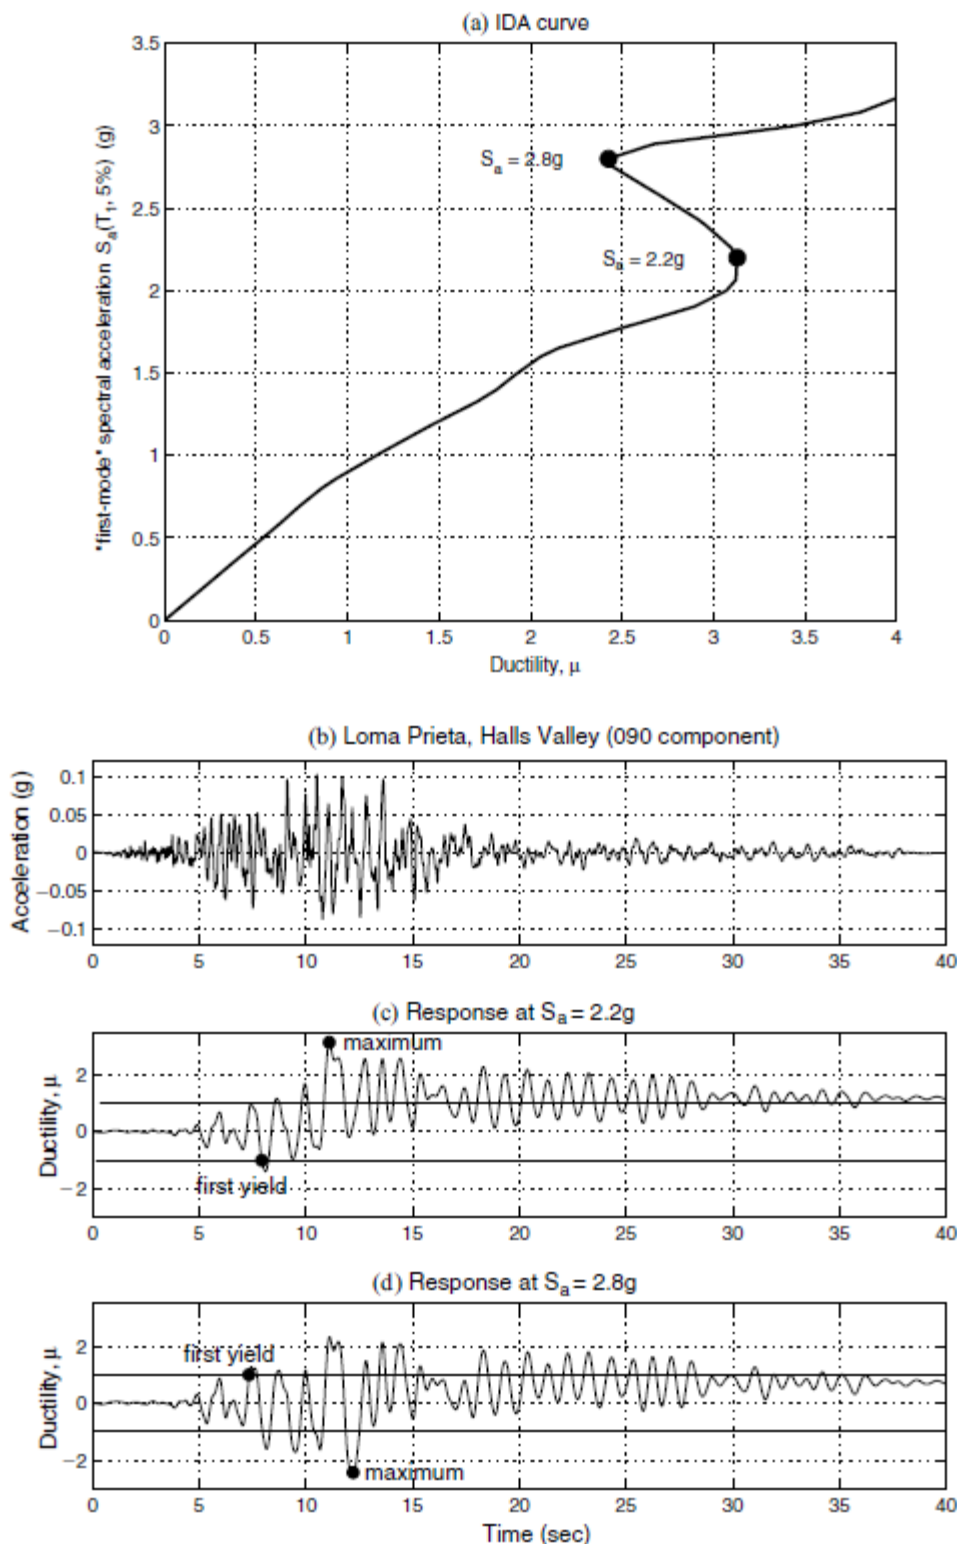 (a) IDA curve
3.5
3
2.5
2
1.5
1
0.5
0
"first-mode" spectral acceleration S_a(T_1, 5%) (g)
S_a = 2.8g
S_a = 2.2g
0 0.5 1 1.5 2 2.5 3 3.5 4
Ductility, μ
(b) Loma Prieta, Halls Valley (090 component)
Acceleration (g)
0.1
0.05
0
−0.05
−0.1
0 5 10 15 20 25 30 35 40
(c) Response at S_a = 2.2g
Ductility, μ
2
0
−2
maximum
first yield
0 5 10 15 20 25 30 35 40
(d) Response at S_a = 2.8g
Ductility, μ
2
0
−2
first yield
maximum
0 5 10 15 20 25 30 35 40
Time (sec)